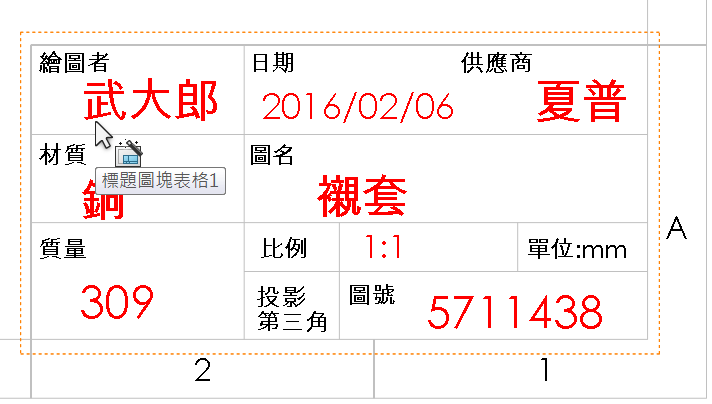 繪圖者 日期 供應商
武大郎 2016/02/06 夏普
材質 圖名
標題圖塊表格1
襯套
質量 比例 1:1 單位:mm A
309 投影 圖號 5711438
第三角
2 1